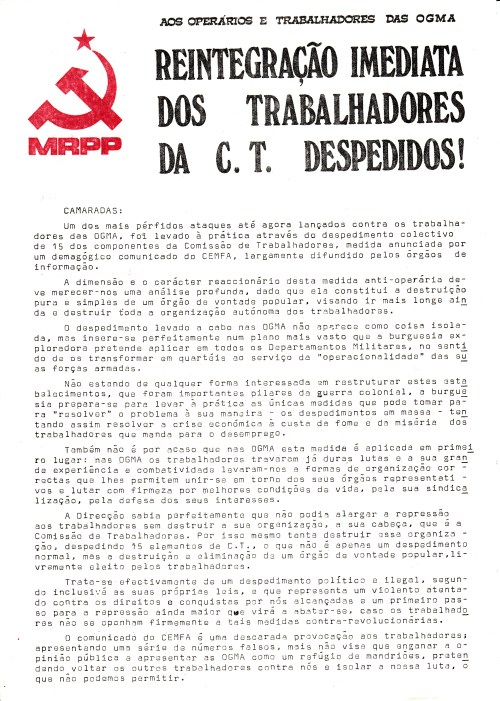 AOS OPERÁRIOS E TRABALHADORES DAS OGMA
REINTEGRAÇÃO IMEDIATA
DOS TRABALHADORES
DA C. T. DESPEDIDOS!
MRPP
CAMARADAS:
Um dos mais pérfidos ataques até agora lançados contra os trabalha-
dores das OGMA, foi levado à prática através do despedimento colectivo
de 15 dos componentes da Comissão de Trabalhadores, medida anunciada por
um demagógico comunicado do CEMFA, largamente difundido pelos órgãos de
informação.
A dimensão e o carácter reaccionário desta medida anti-operária de-
ve merecer-nos uma análise profunda, dado que ela constitui a destruição
pura e simples de um órgão de vontade popular, visando ir mais longe ain
da e destruir toda a organização autónoma dos trabalhadores.
O despedimento levado a cabo nas OGMA não aparece como coisa isola-
da, mas insere-se perfeitamente num plano mais vasto que a burguesia ex-
ploradora pretende aplicar em todos os Departamentos Militares, no senti
do de os transformar em quartéis ao serviço da "operacionalidade" das su
as forças armadas.
Não estando de qualquer forma interessada em restruturar estes esta
belecimentos, que foram importantes pilares da guerra colonial, a burgue
sia prepara-se para levar à prática as únicas medidas que pode tomar pa-
ra "resolver" o problema à sua maneira - os despedimentos em massa - ten
tando assim resolver a crise económica à custa da fome e da miséria dos
trabalhadores que manda para o desemprego.
Também não é por acaso que nas OGMA esta medida é aplicada em primei
ro lugar: nas OGMA os trabalhadores travaram já duras lutas e a sua gran
de experiência e combatividade levaram-nos a formas de organização cor -
rectas que lhes permitem unir-se em torno dos seus órgãos representati -
vos e lutar com firmeza por melhores condições de vida, pela sua sindica
lização, pela defesa dos seus interesses.
A Direcção sabia perfeitamente que não podia alargar a repressão
aos trabalhadores sem destruir a sua organização, a sua cabeça, que é a
Comissão de Trabalhadores. Por isso mesmo tenta destruir essa organiza -
ção, despedindo 15 elementos da C.T., o que não é apenas um despedimento
normal, mas a destruição e eliminação de um órgão de vontade popular,li-
vremente eleito pelos trabalhadores.
Trata-se efectivamente de um despedimento político e ilegal, segun-
do inclusivé as suas próprias leis, e que representa um violento atenta-
do contra os direitos e conquistas por nós alcançadas e um primeiro pas-
so para a repressão ainda maior que virá a abater-se, caso os trabalhado
res não se oponham firmemente a tais medidas contra-revolucionárias.
O comunicado do CEMFA é uma descarada provocação aos trabalhadores;
apresentando uma série de números falsos, mais não visa que enganar a o-
pinião pública a apresentar as OGMA como um refúgio de mandriões, preten
dendo voltar os outros trabalhadores contra nós e isolar a nossa luta, o
que não podemos permitir.